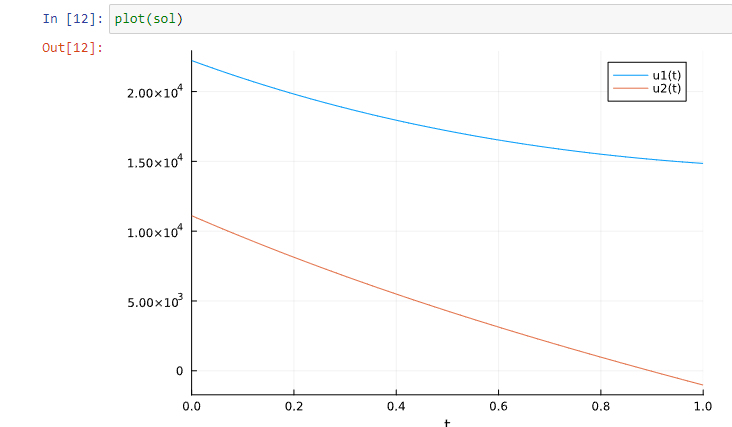 In [12]: plot(sol)
Out[12]:
u1(t)
u2(t)
2.00×10⁴
1.50×10⁴
1.00×10⁴
5.00×10³
0
0.0 0.2 0.4 0.6 0.8 1.0
t